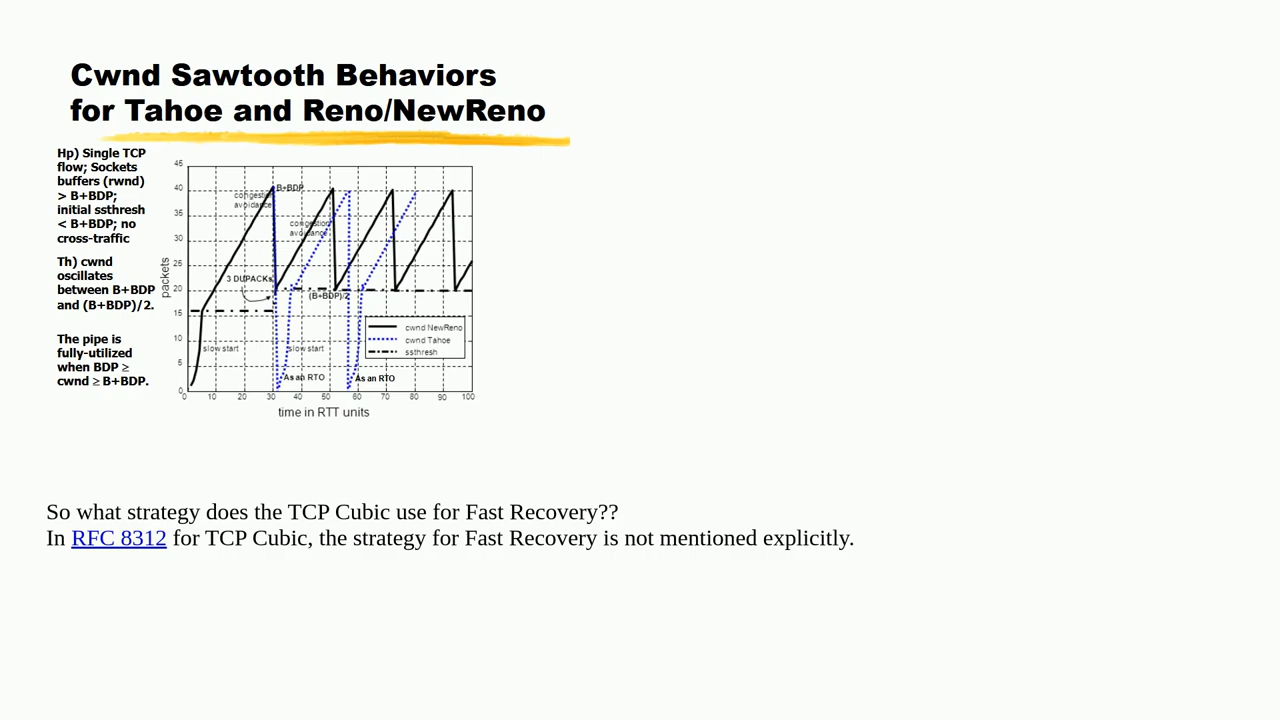 Cwnd Sawtooth Behaviors
for Tahoe and Reno/NewReno
Hp) Single TCP
flow; Sockets
buffers (rwnd)
> B+BDP;
initial ssthresh
< B+BDP; no
cross-traffic
Th) cwnd
oscillates
between B+BDP
and (B+BDP)/2.
The pipe is
fully-utilized
when BDP ≥
cwnd ≥ B+BDP.
packets
45
40
35
30
25
20
15
10
5
0
B+BDP
congestion
avoidance
congestion
avoidance
3 DUPACKs
(B+BDP)/2
slow start
slow start
As an RTO
As an RTO
cwnd NewReno
cwnd Tahoe
ssthresh
0 10 20 30 40 50 60 70 80 90 100
time in RTT units
So what strategy does the TCP Cubic use for Fast Recovery??
In RFC 8312 for TCP Cubic, the strategy for Fast Recovery is not mentioned explicitly.